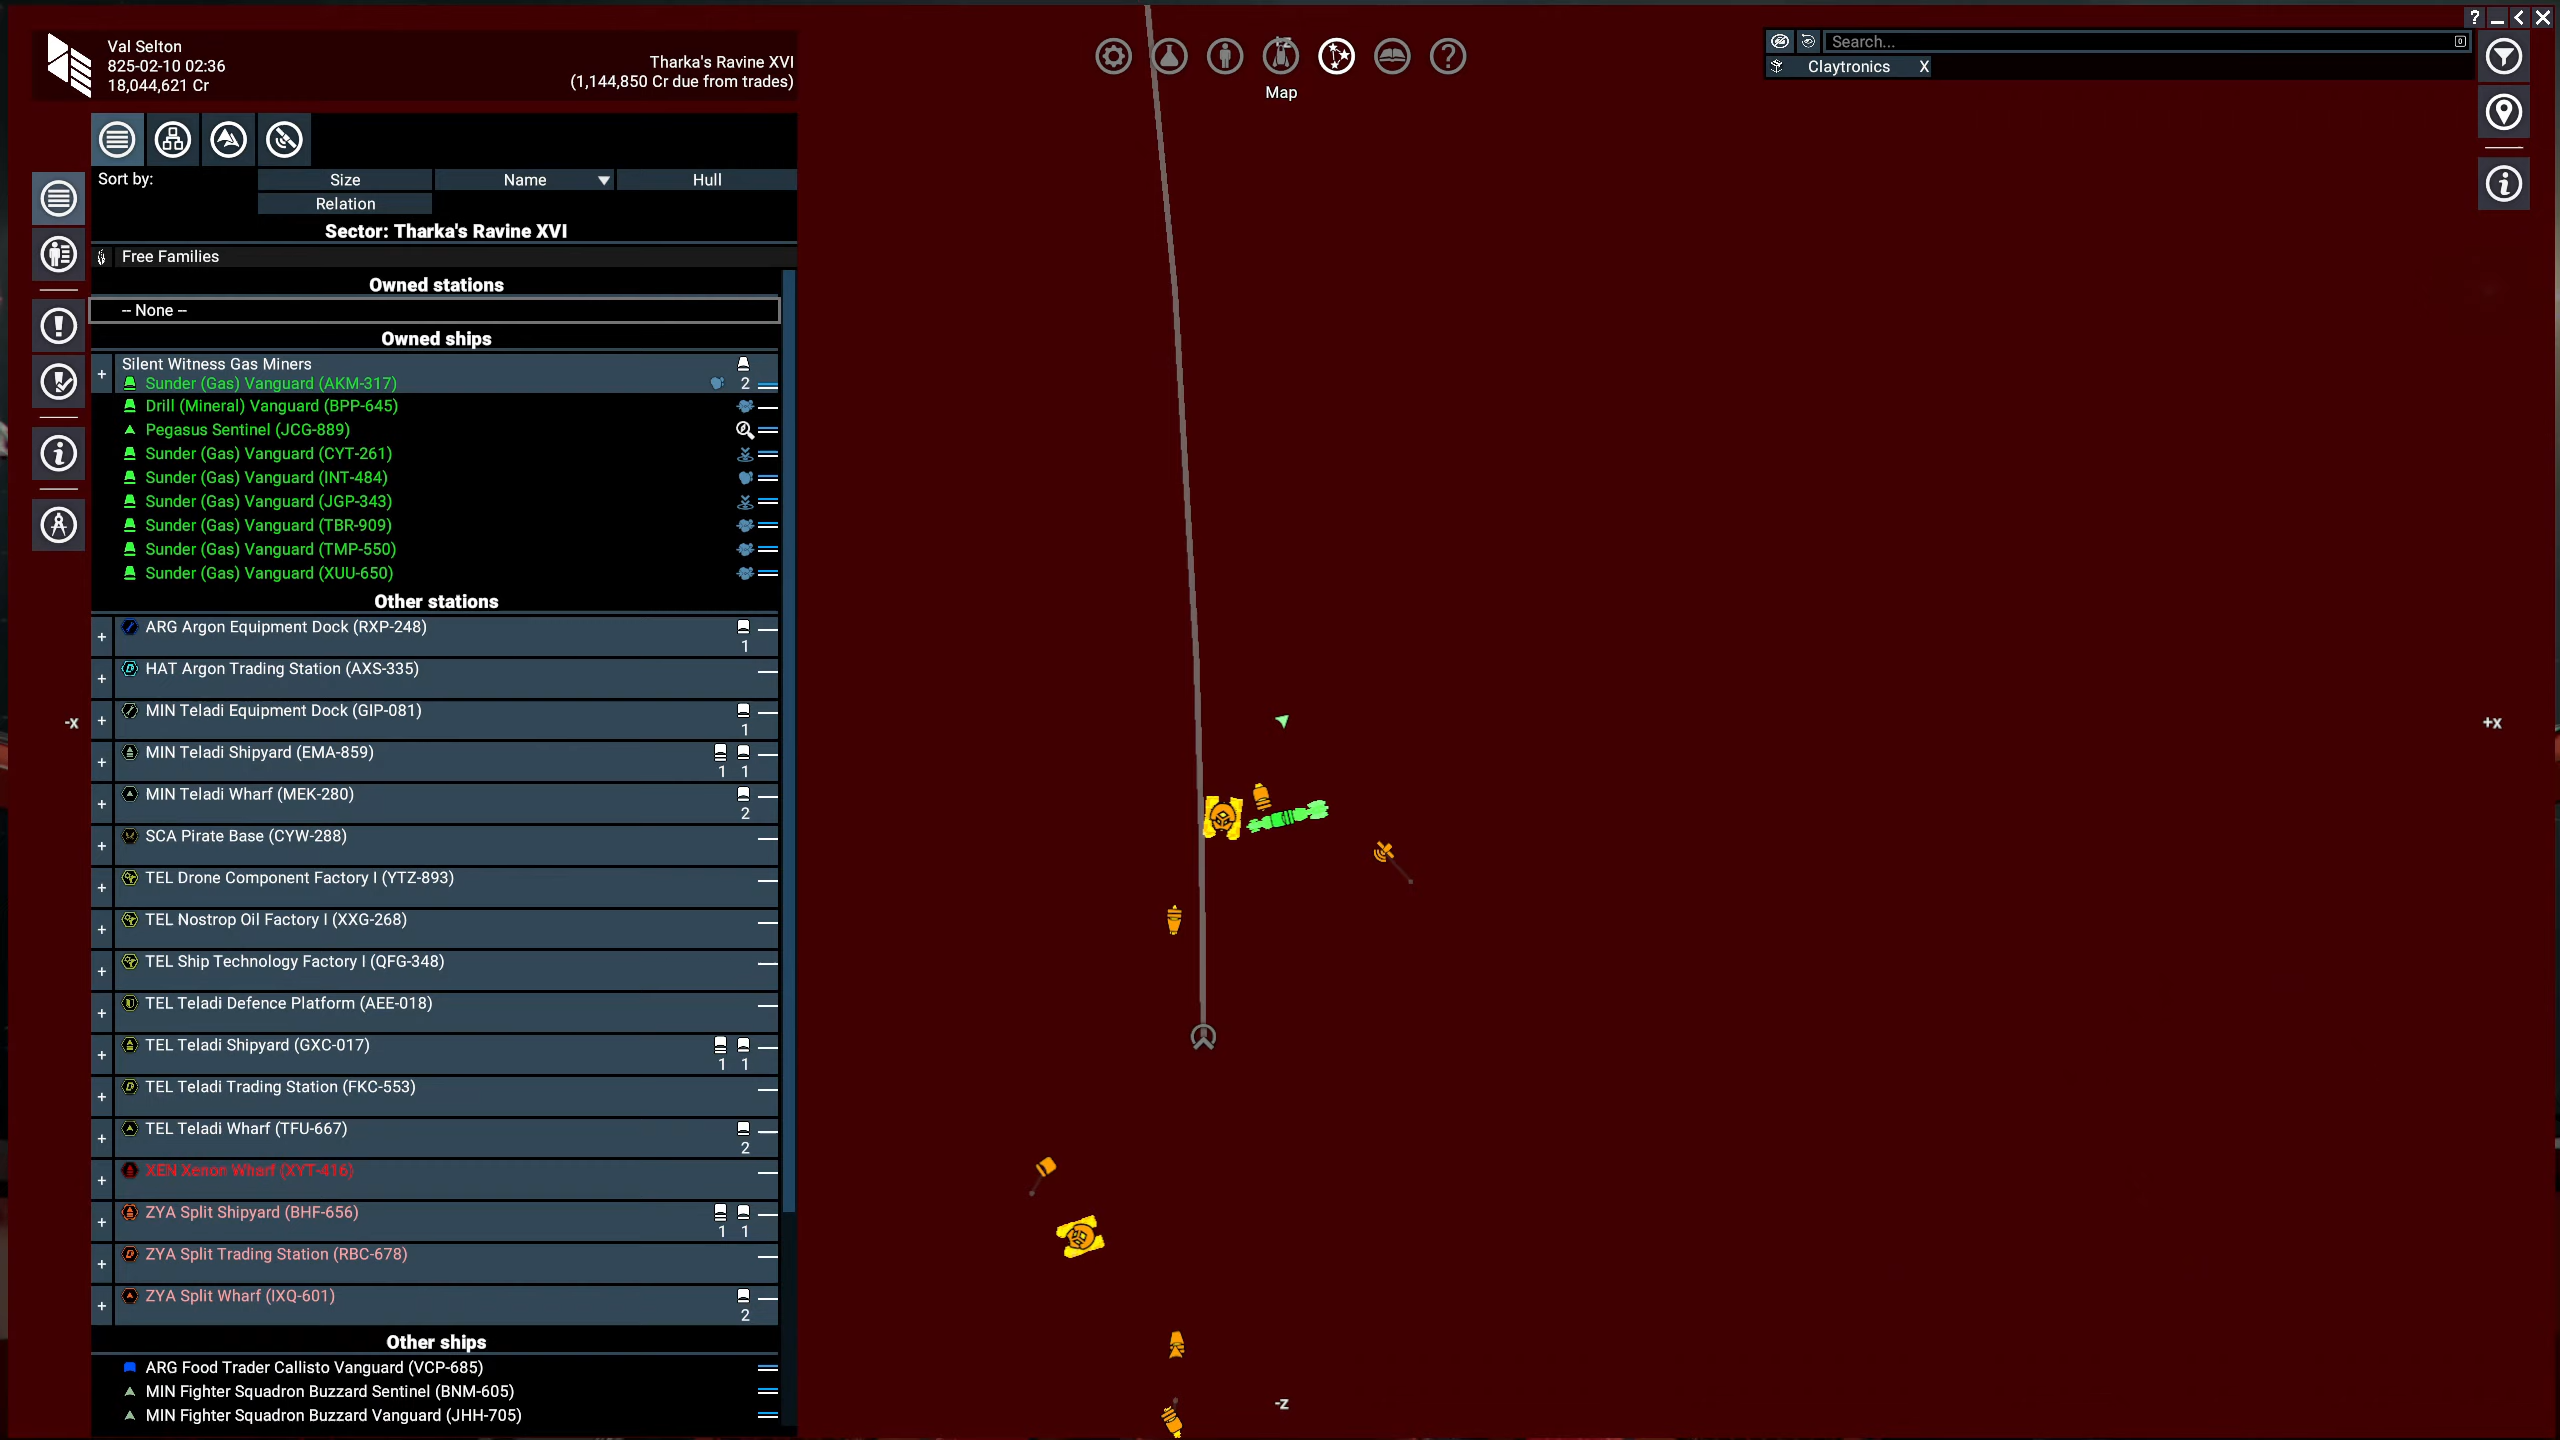 Val Selton
825-02-10 02:36
18,044,621 Cr
Tharka's Ravine XVI
(1,144,850 Cr due from trades)
Map
Search...
Claytronics X
Sort by:
Size
Name
Hull
Relation
Sector: Tharka's Ravine XVI
Free Families
Owned stations
-- None --
Owned ships
+ Silent Witness Gas Miners
Sunder (Gas) Vanguard (AKM-317) 2
Drill (Mineral) Vanguard (BPP-645)
Pegasus Sentinel (JCG-889)
Sunder (Gas) Vanguard (CYT-261)
Sunder (Gas) Vanguard (INT-484)
Sunder (Gas) Vanguard (JGP-343)
Sunder (Gas) Vanguard (TBR-909)
Sunder (Gas) Vanguard (TMP-550)
Sunder (Gas) Vanguard (XUU-650)
Other stations
+ ARG Argon Equipment Dock (RXP-248) 1
+ HAT Argon Trading Station (AXS-335)
+ MIN Teladi Equipment Dock (GIP-081) 1
+ MIN Teladi Shipyard (EMA-859) 1 1
+ MIN Teladi Wharf (MEK-280) 2
+ SCA Pirate Base (CYW-288)
+ TEL Drone Component Factory I (YTZ-893)
+ TEL Nostrop Oil Factory I (XXG-268)
+ TEL Ship Technology Factory I (QFG-348)
+ TEL Teladi Defence Platform (AEE-018)
+ TEL Teladi Shipyard (GXC-017) 1 1
+ TEL Teladi Trading Station (FKC-553)
+ TEL Teladi Wharf (TFU-667) 2
+ XEN Xenon Wharf (XYT-416)
+ ZYA Split Shipyard (BHF-656) 1 1
+ ZYA Split Trading Station (RBC-678)
+ ZYA Split Wharf (IXQ-601) 2
Other ships
ARG Food Trader Callisto Vanguard (VCP-685)
MIN Fighter Squadron Buzzard Sentinel (BNM-605)
MIN Fighter Squadron Buzzard Vanguard (JHH-705)
-x
+x
-z